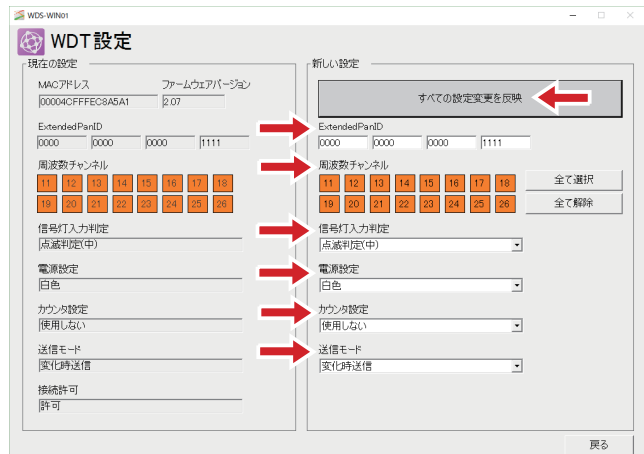 WDS-WIN01
WDT設定
現在の設定
MACアドレス ファームウェアバージョン
00004CFFFEC8A5A1 2.07
ExtendedPanID
0000 0000 0000 1111
周波数チャンネル
11 12 13 14 15 16 17 18
19 20 21 22 23 24 25 26
信号灯入力判定
点滅判定(中)
電源設定
白色
カウンタ設定
使用しない
送信モード
変化時送信
接続許可
許可
新しい設定
すべての設定変更を反映
ExtendedPanID
0000 0000 0000 1111
周波数チャンネル
11 12 13 14 15 16 17 18 全て選択
19 20 21 22 23 24 25 26 全て解除
信号灯入力判定
点滅判定(中)
電源設定
白色
カウンタ設定
使用しない
送信モード
変化時送信
戻る